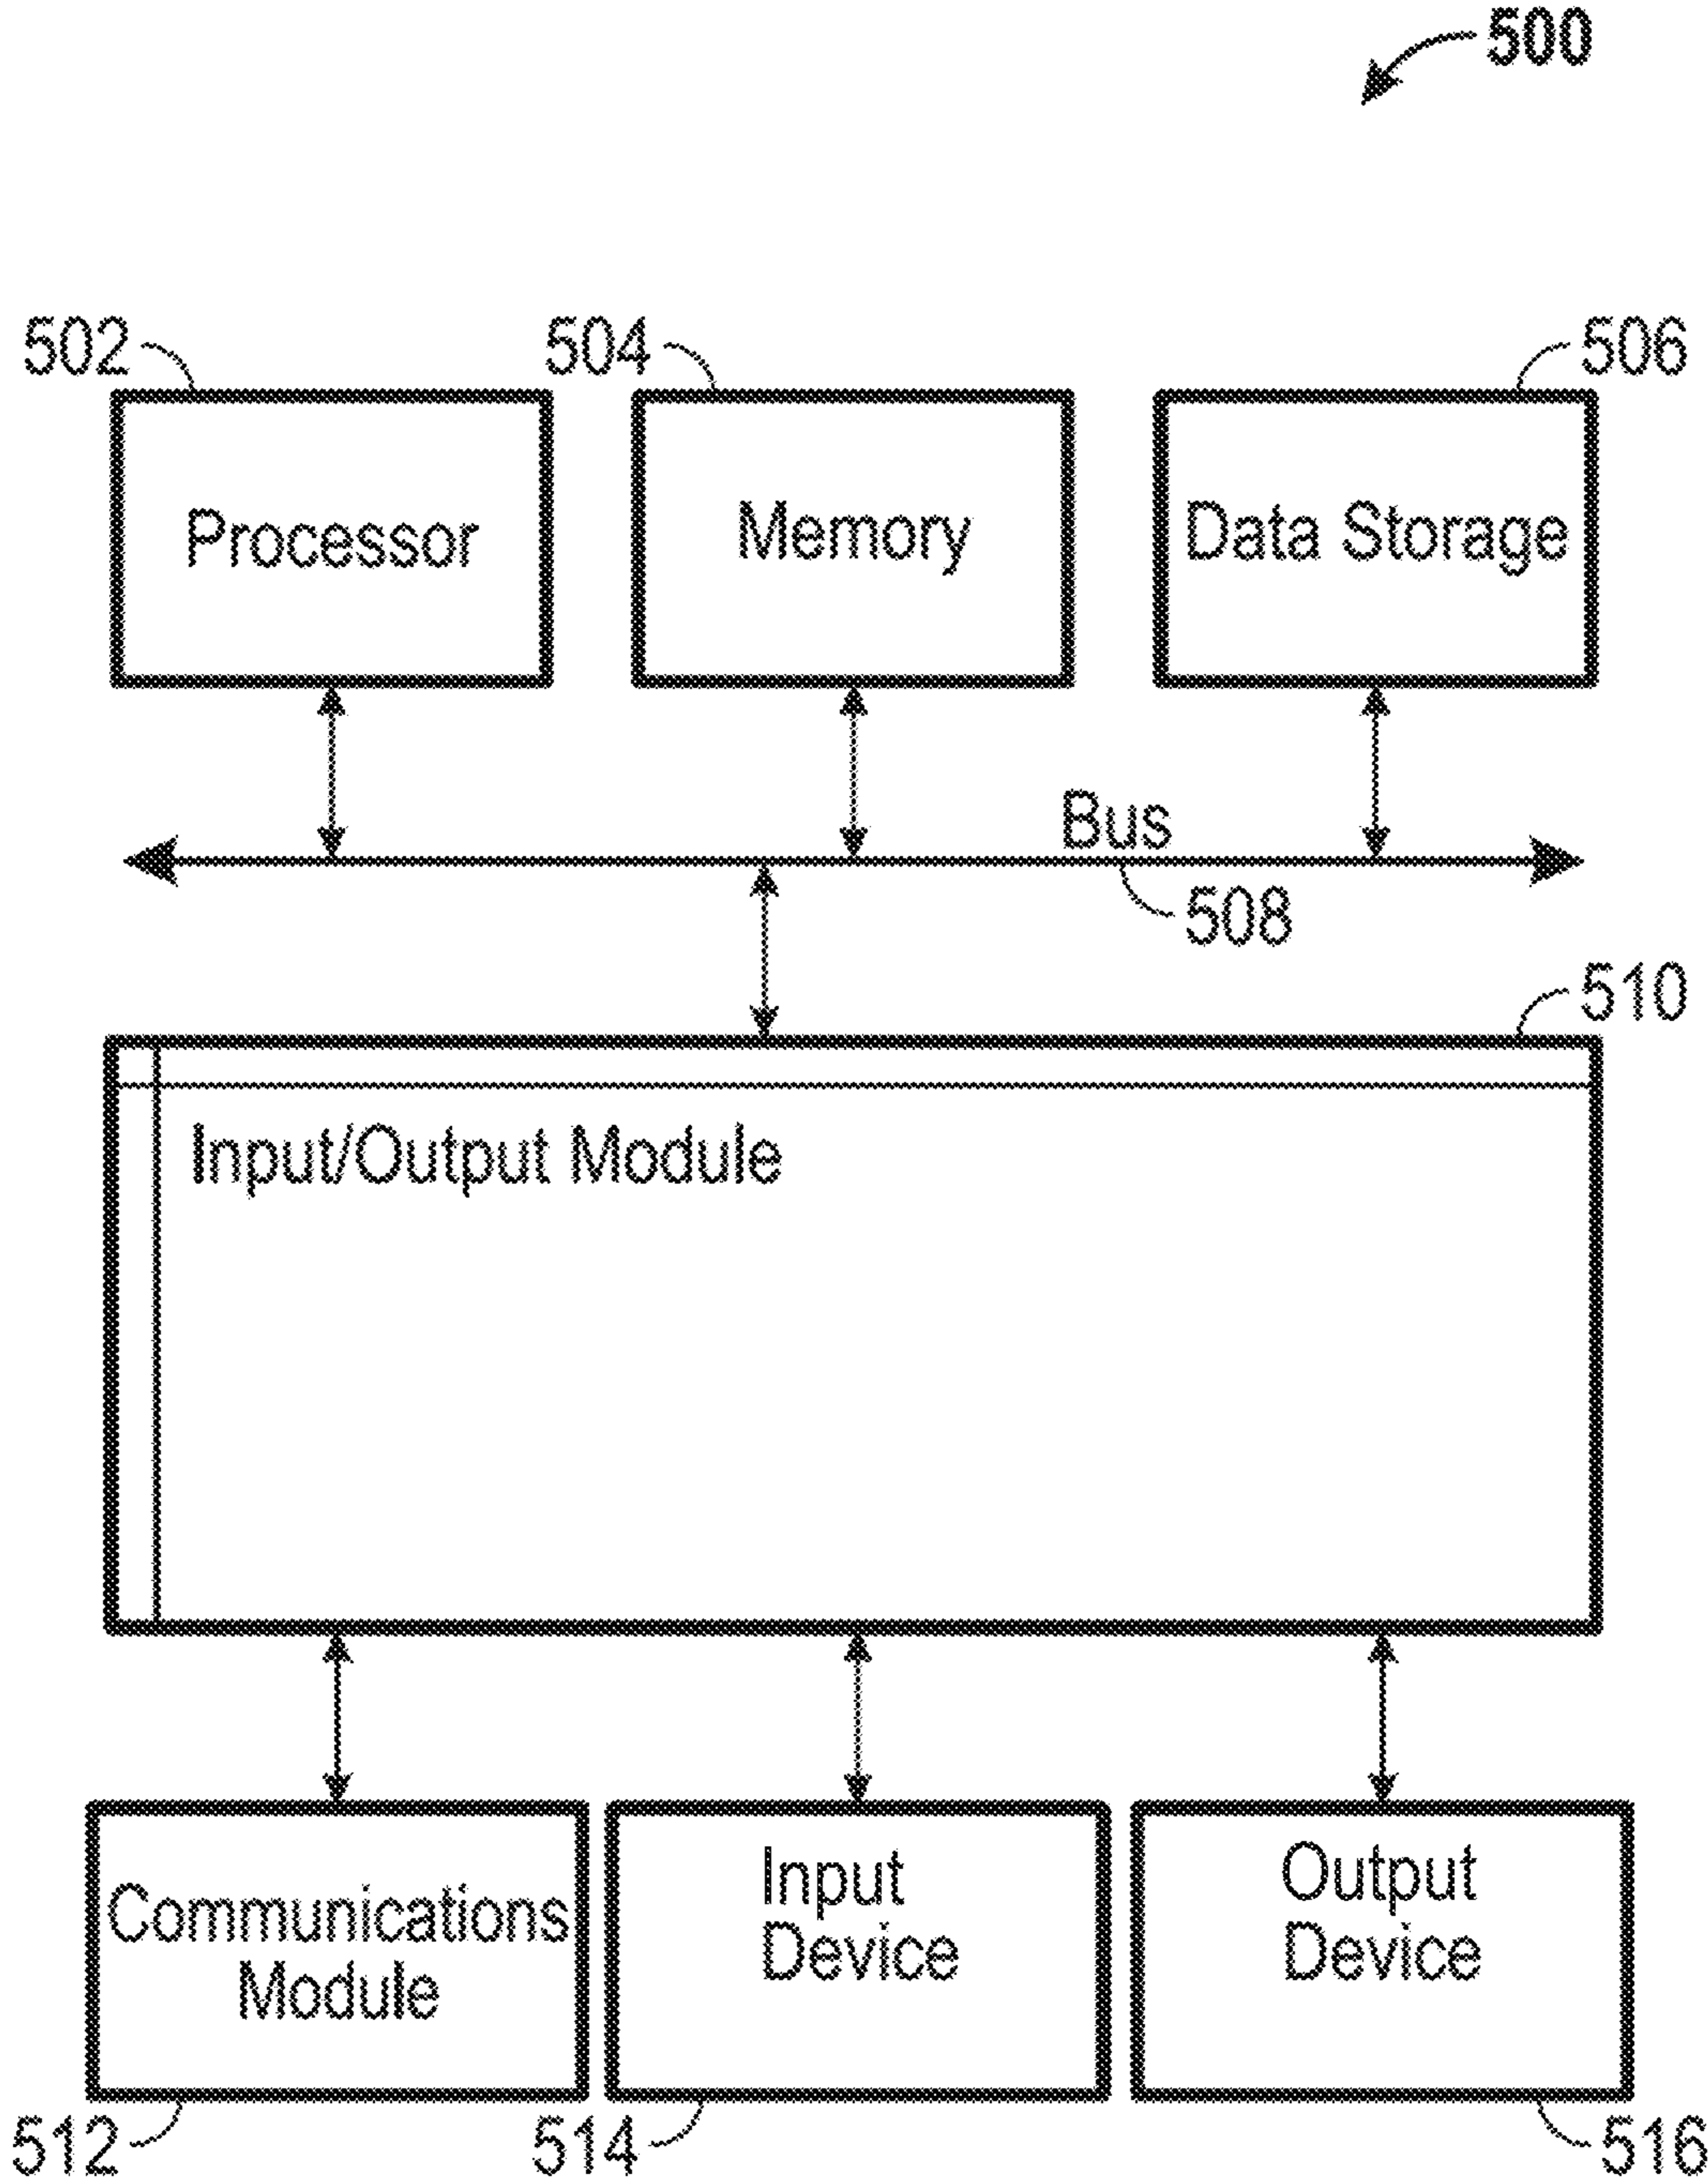 500
502
504
506
Processor
Memory
Data Storage
Bus
508
510
Input/Output Module
Communications
Module
Input
Device
Output
Device
512
514
516